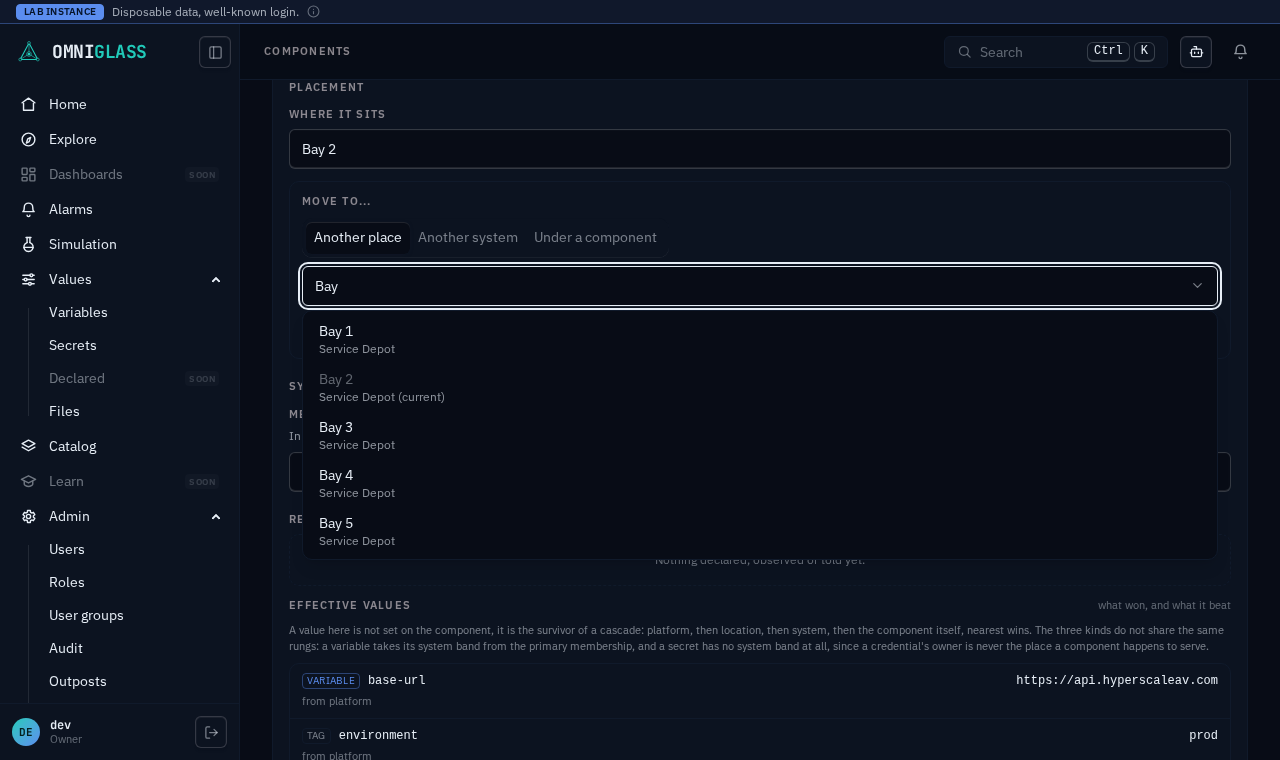 LAB INSTANCE Disposable data, well-known login.
OMNIGLASS
COMPONENTS
Search Ctrl K
Home
Explore
Dashboards SOON
Alarms
Simulation
Values
Variables
Secrets
Declared SOON
Files
Catalog
Learn SOON
Admin
Users
Roles
User groups
Audit
Outposts
DE dev
Owner
PLACEMENT
WHERE IT SITS
Bay 2
MOVE TO...
Another place Another system Under a component
Bay
Bay 1
Service Depot
Bay 2
Service Depot (current)
Bay 3
Service Depot
Bay 4
Service Depot
Bay 5
Service Depot
SY
ME
In
RE
Nothing declared, observed or told yet.
EFFECTIVE VALUES what won, and what it beat
A value here is not set on the component, it is the survivor of a cascade: platform, then location, then system, then the component itself, nearest wins. The three kinds do not share the same
rungs: a variable takes its system band from the primary membership, and a secret has no system band at all, since a credential's owner is never the place a component happens to serve.
VARIABLE base-url https://api.hyperscaleav.com
from platform
TAG environment prod
from platform